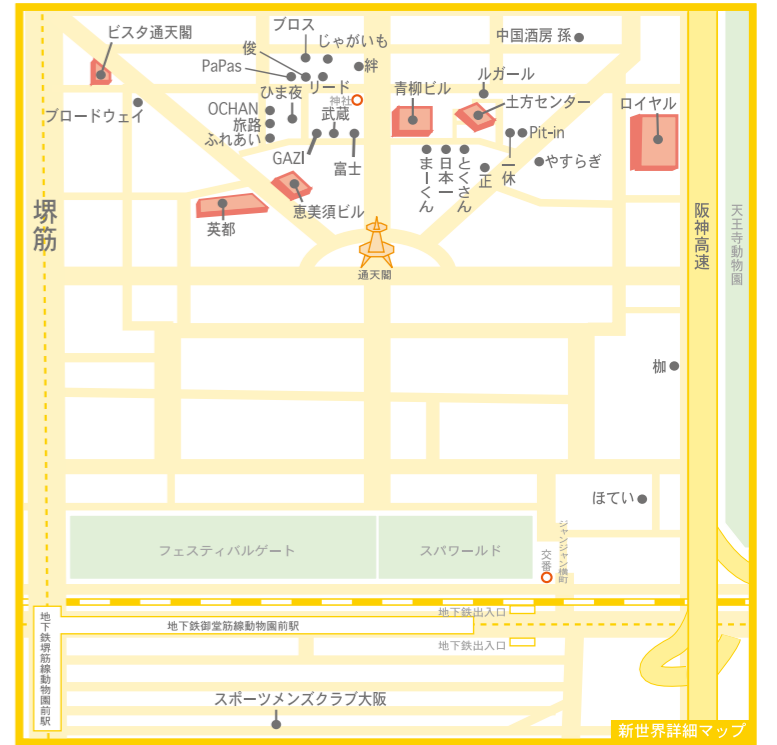 ブロス
ビスタ通天閣
俊
じゃがいも
中国酒房 孫
PaPas
絆
リード
ひま夜
神社
青柳ビル
ルガール
土方センター
ロイヤル
ブロードウェイ
OCHAN
旅路
ふれあい
武蔵
GAZI
富士
Pit-in
一休
やすらぎ
まーくん
日本一
とくさん
正
恵美須ビル
英都
堺筋
通天閣
阪神高速
天王寺動物園
枷
ほてい
フェスティバルゲート
スパワールド
交番
ジャンジャン横町
地下鉄出入口
地下鉄御堂筋線動物園前駅
地下鉄出入口
地下鉄堺筋線動物園前駅
スポーツメンズクラブ大阪
新世界詳細マップ